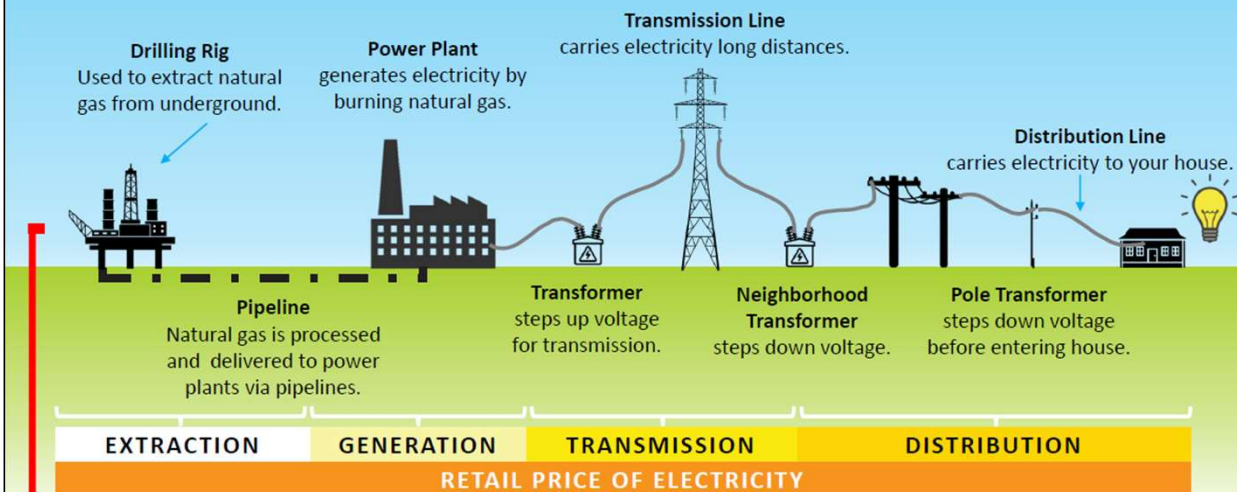 Drilling Rig
Used to extract natural
gas from underground.
Power Plant
generates electricity by
burning natural gas.
Transmission Line
carries electricity long distances.
Distribution Line
carries electricity to your house.
Pipeline
Natural gas is processed
and delivered to power
plants via pipelines.
Transformer
steps up voltage
for transmission.
Neighborhood
Transformer
steps down voltage.
Pole Transformer
steps down voltage
before entering house.
EXTRACTION
GENERATION
TRANSMISSION
DISTRIBUTION
RETAIL PRICE OF ELECTRICITY